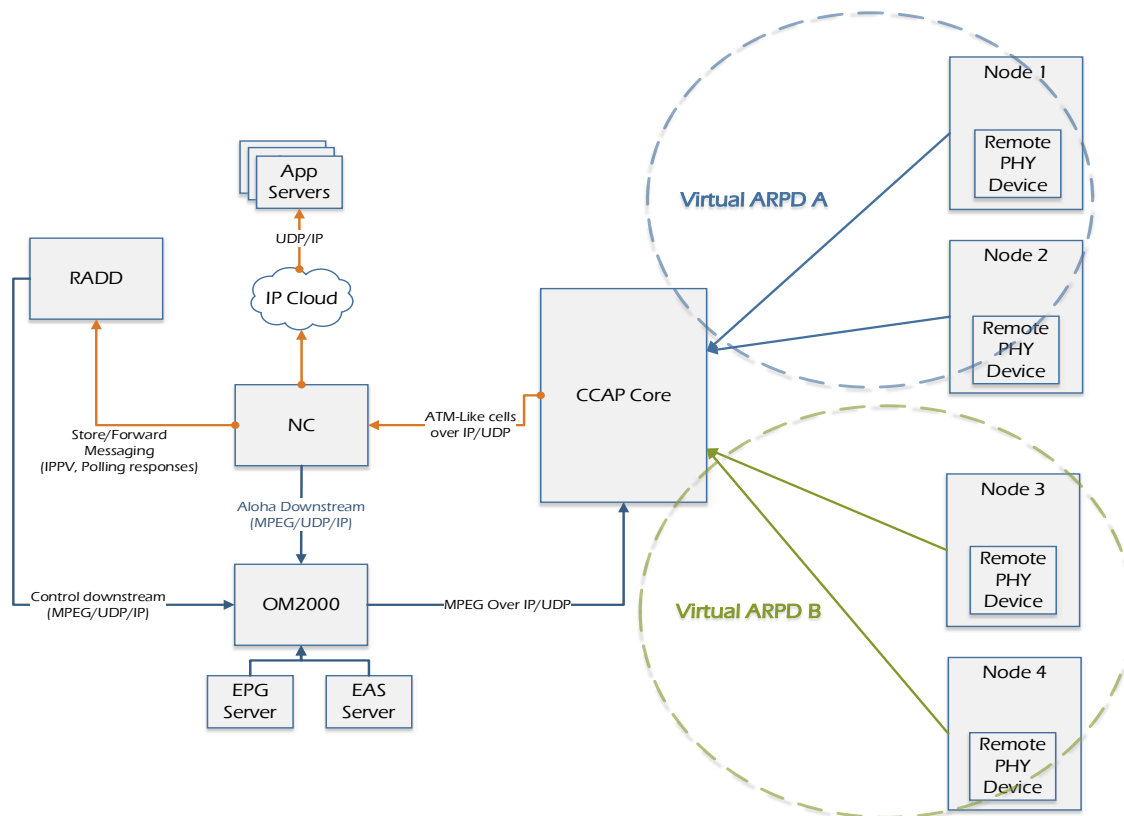 Node 1
Remote
PHY
Device
App
Servers
Virtual ARPD A
UDP/IP
RADD
IP Cloud
Node 2
Remote
PHY
Device
CCAP Core
NC
ATM-Like cells
over IP/UDP
Store/Forward
Messaging
(IPPV, Polling responses)
Aloha Downstream
(MPEG/UDP/IP)
Node 3
Remote
PHY
Device
Control downstream
(MPEG/UDP/IP)
OM2000
MPEG Over IP/UDP
Virtual ARPD B
EPG
Server
EAS
Server
Node 4
Remote
PHY
Device